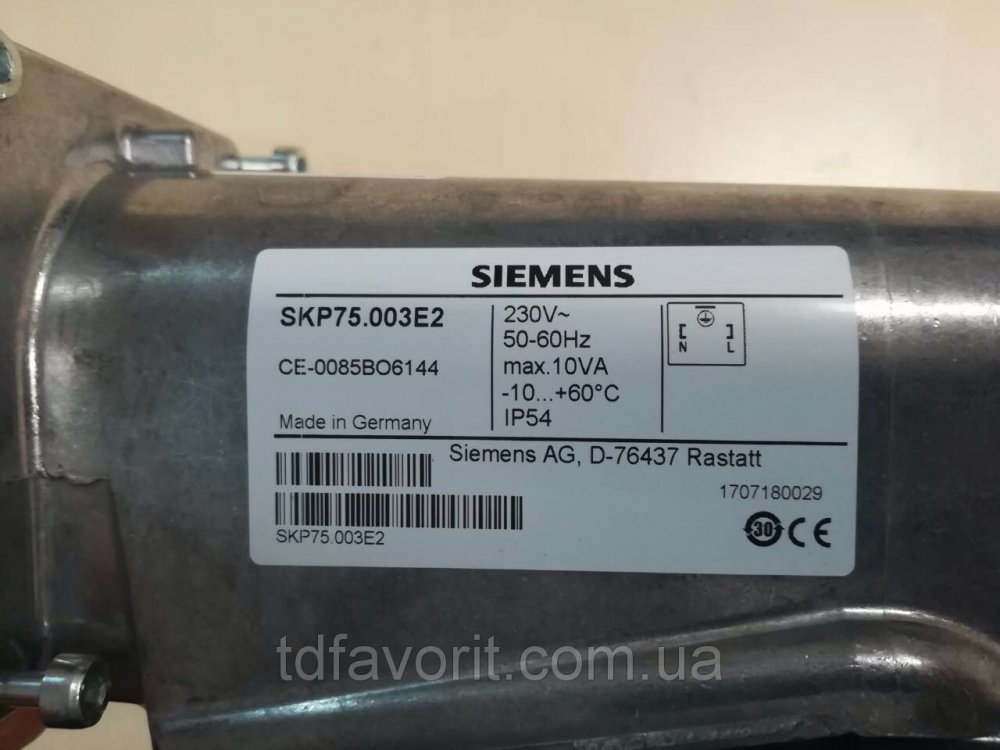 SIEMENS
SKP75.003E2
CE-0085BO6144
Made in Germany
230V~
50-60Hz
max.10VA
-10...+60°C
IP54
N L
Siemens AG, D-76437 Rastatt
1707180029
SKP75.003E2
30 CE
tdfavorit.com.ua